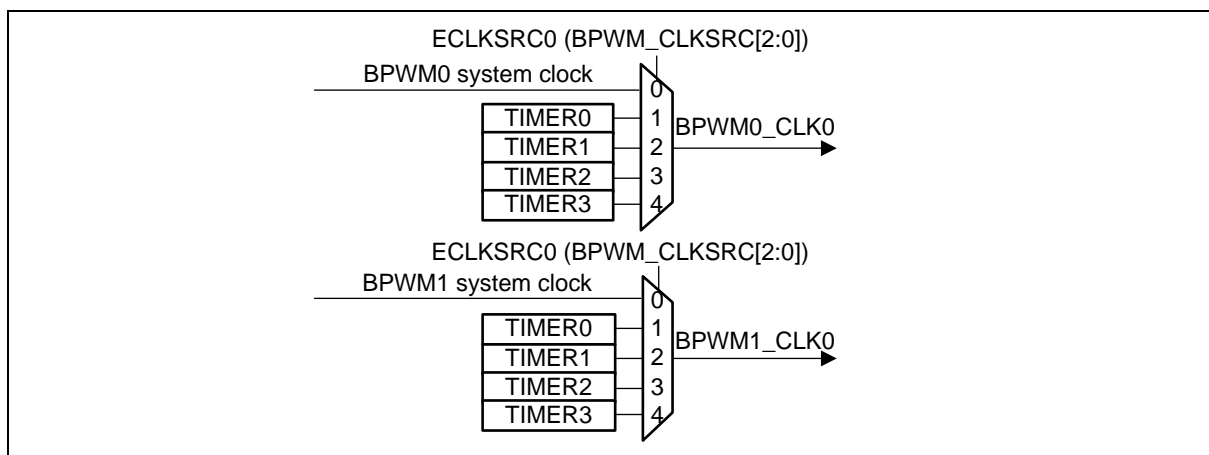 ECLKSRC0 (BPWM_CLKSRC[2:0])
BPWM0 system clock
0
TIMER0 1
BPWM0_CLK0
TIMER1 2
TIMER2 3
TIMER3 4
ECLKSRC0 (BPWM_CLKSRC[2:0])
BPWM1 system clock
0
TIMER0 1
BPWM1_CLK0
TIMER1 2
TIMER2 3
TIMER3 4